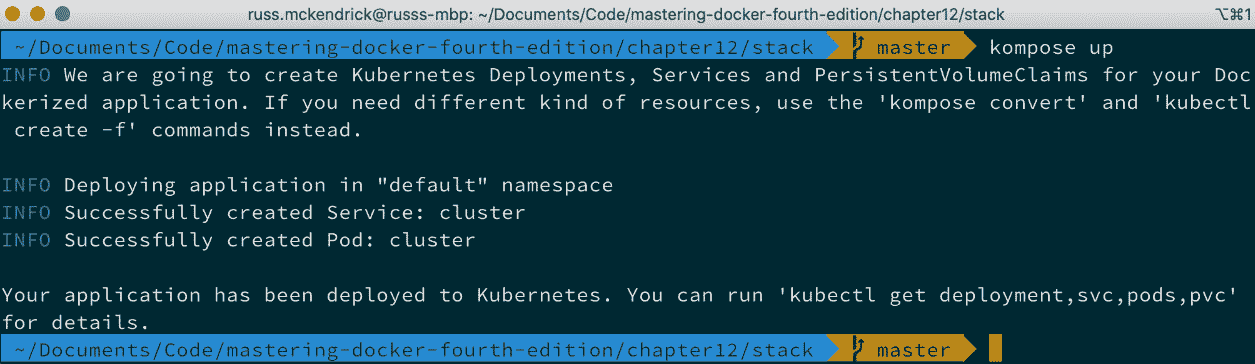 russ.mckendrick@russs-mbp: ~/Documents/Code/mastering-docker-fourth-edition/chapter12/stack ⌥⌘1
~/Documents/Code/mastering-docker-fourth-edition/chapter12/stack master kompose up
INFO We are going to create Kubernetes Deployments, Services and PersistentVolumeClaims for your Doc
kerized application. If you need different kind of resources, use the 'kompose convert' and 'kubectl
create -f' commands instead.
INFO Deploying application in "default" namespace
INFO Successfully created Service: cluster
INFO Successfully created Pod: cluster
Your application has been deployed to Kubernetes. You can run 'kubectl get deployment,svc,pods,pvc'
for details.
~/Documents/Code/mastering-docker-fourth-edition/chapter12/stack master